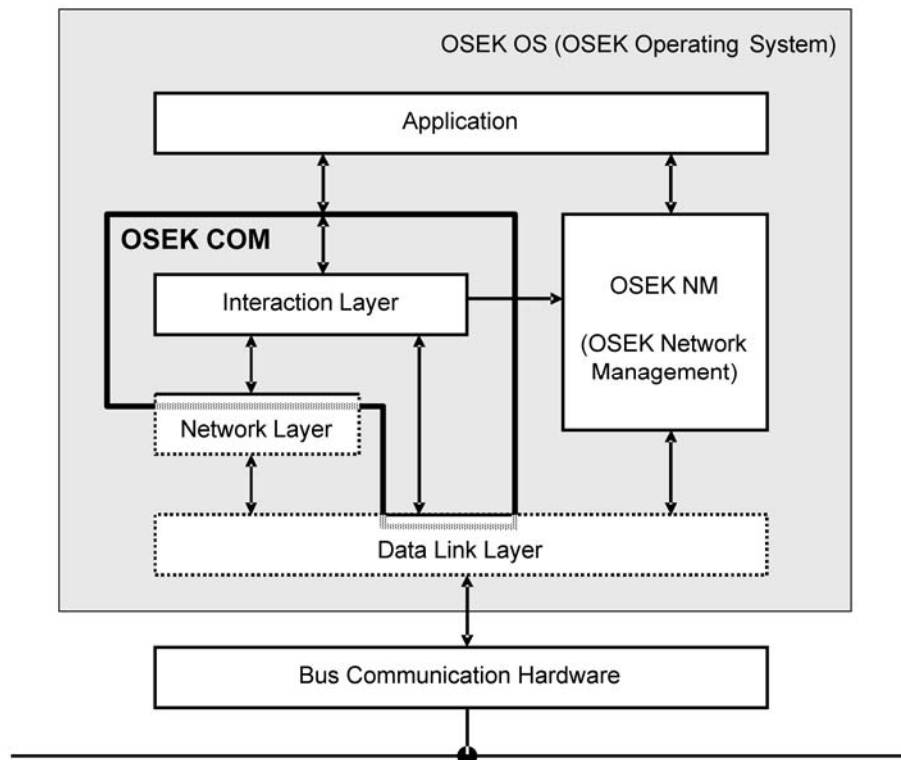 OSEK OS (OSEK Operating System)
Application
OSEK COM
Interaction Layer
OSEK NM
(OSEK Network
Management)
Network Layer
Data Link Layer
Bus Communication Hardware